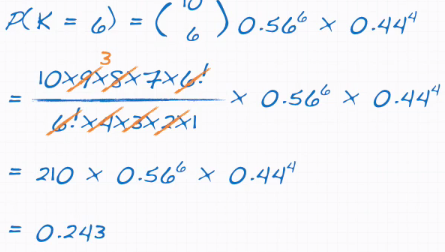 P(K = 6) = (10 6) 0.56⁶ × 0.44⁴
3
= 10×9×8×7×6! / 6!×4×3×2×1 × 0.56⁶ × 0.44⁴
= 210 × 0.56⁶ × 0.44⁴
= 0.243